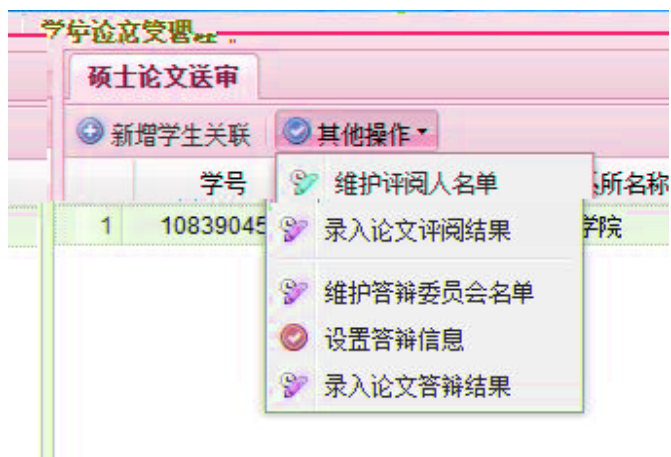 硕士论文送审
新增学生关联 其他操作
学号 维护评阅人名单 所名称
1 10839045 录入论文评阅结果 学院
维护答辩委员会名单
设置答辩信息
录入论文答辩结果